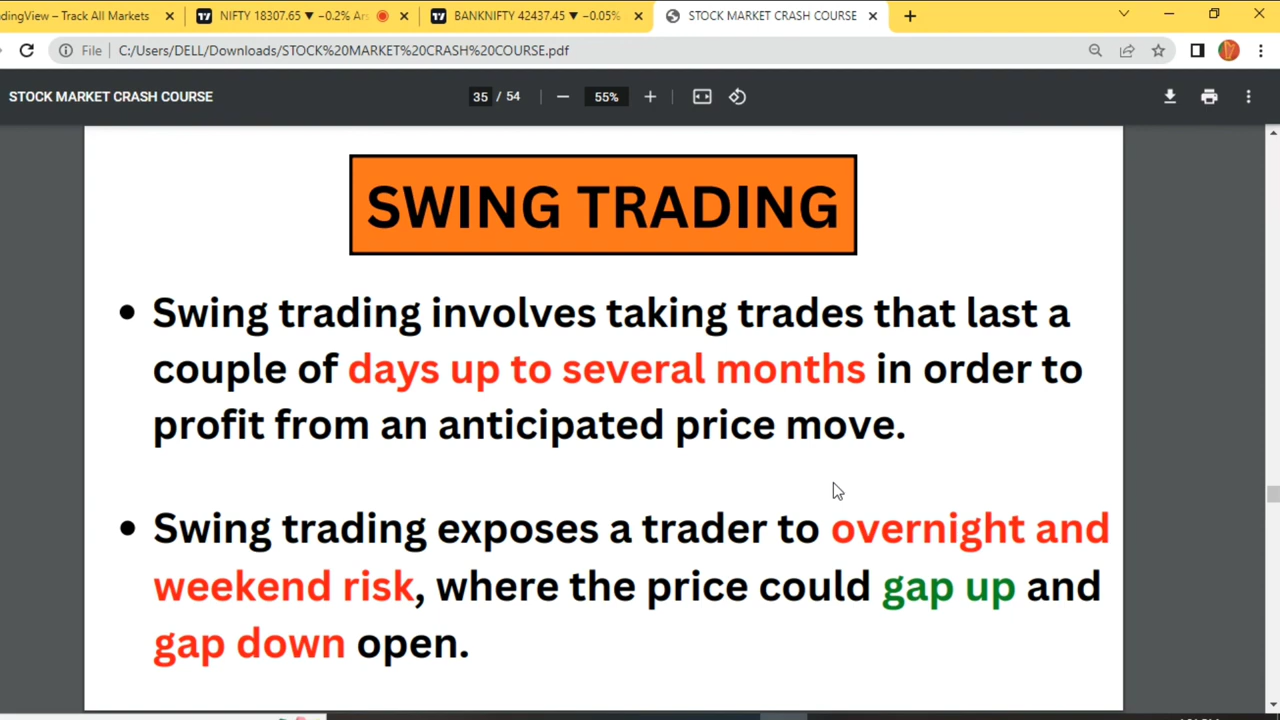 adingView – Track All Markets
NIFTY 18307.65 ▼ −0.2% Ar
BANKNIFTY 42437.45 ▼ −0.05%
STOCK MARKET CRASH COURSE
File C:/Users/DELL/Downloads/STOCK%20MARKET%20CRASH%20COURSE.pdf
STOCK MARKET CRASH COURSE
35 / 54
55%
SWING TRADING
• Swing trading involves taking trades that last a
couple of days up to several months in order to
profit from an anticipated price move.
• Swing trading exposes a trader to overnight and
weekend risk, where the price could gap up and
gap down open.